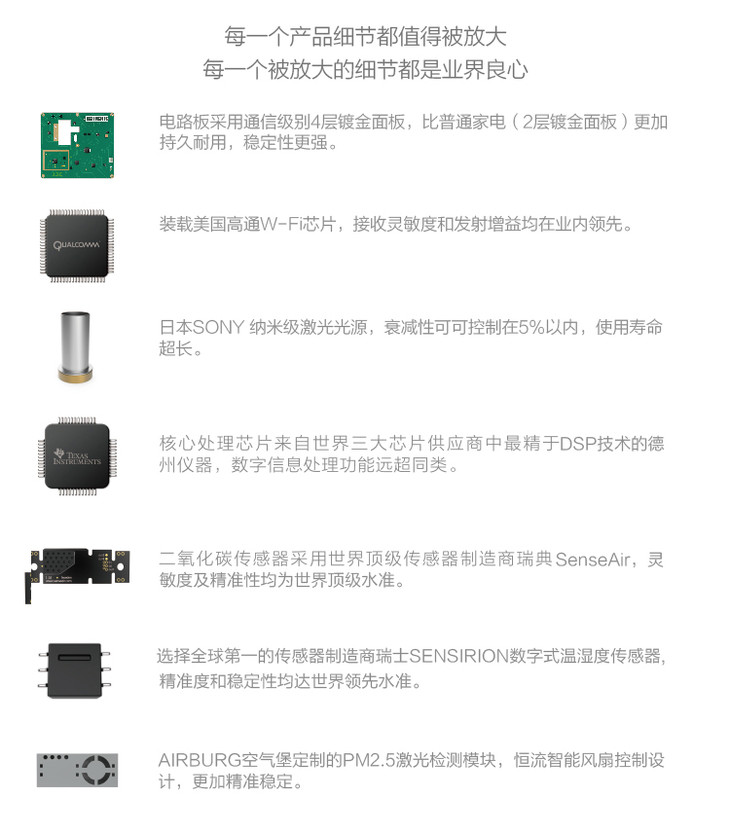 每一个产品细节都值得被放大
每一个被放大的细节都是业界良心
电路板采用通信级别4层镀金面板，比普通家电（2层镀金面板）更加
持久耐用，稳定性更强。
QUALCOMM
装载美国高通W-Fi芯片，接收灵敏度和发射增益均在业内领先。
日本SONY 纳米级激光光源，衰减性可可控制在5%以内，使用寿命
超长。
TEXAS
INSTRUMENTS
核心处理芯片来自世界三大芯片供应商中最精于DSP技术的德
州仪器，数字信息处理功能远超同类。
二氧化碳传感器采用世界顶级传感器制造商瑞典SenseAir，灵
敏度及精准性均为世界顶级水准。
选择全球第一的传感器制造商瑞士SENSIRION数字式温湿度传感器,
精准度和稳定性均达世界领先水准。
AIRBURG空气堡定制的PM2.5激光检测模块，恒流智能风扇控制设
计，更加精准稳定。